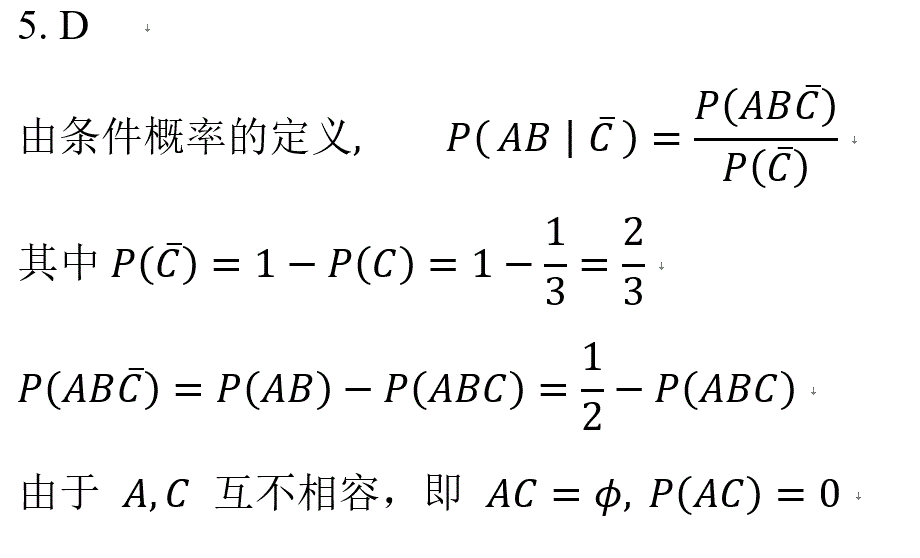 5. D
由条件概率的定义, P( AB | C̄ ) = P(ABC̄) / P(C̄)
其中 P(C̄) = 1 − P(C) = 1 − 1/3 = 2/3
P(ABC̄) = P(AB) − P(ABC) = 1/2 − P(ABC)
由于 A, C 互不相容，即 AC = ϕ, P(AC) = 0